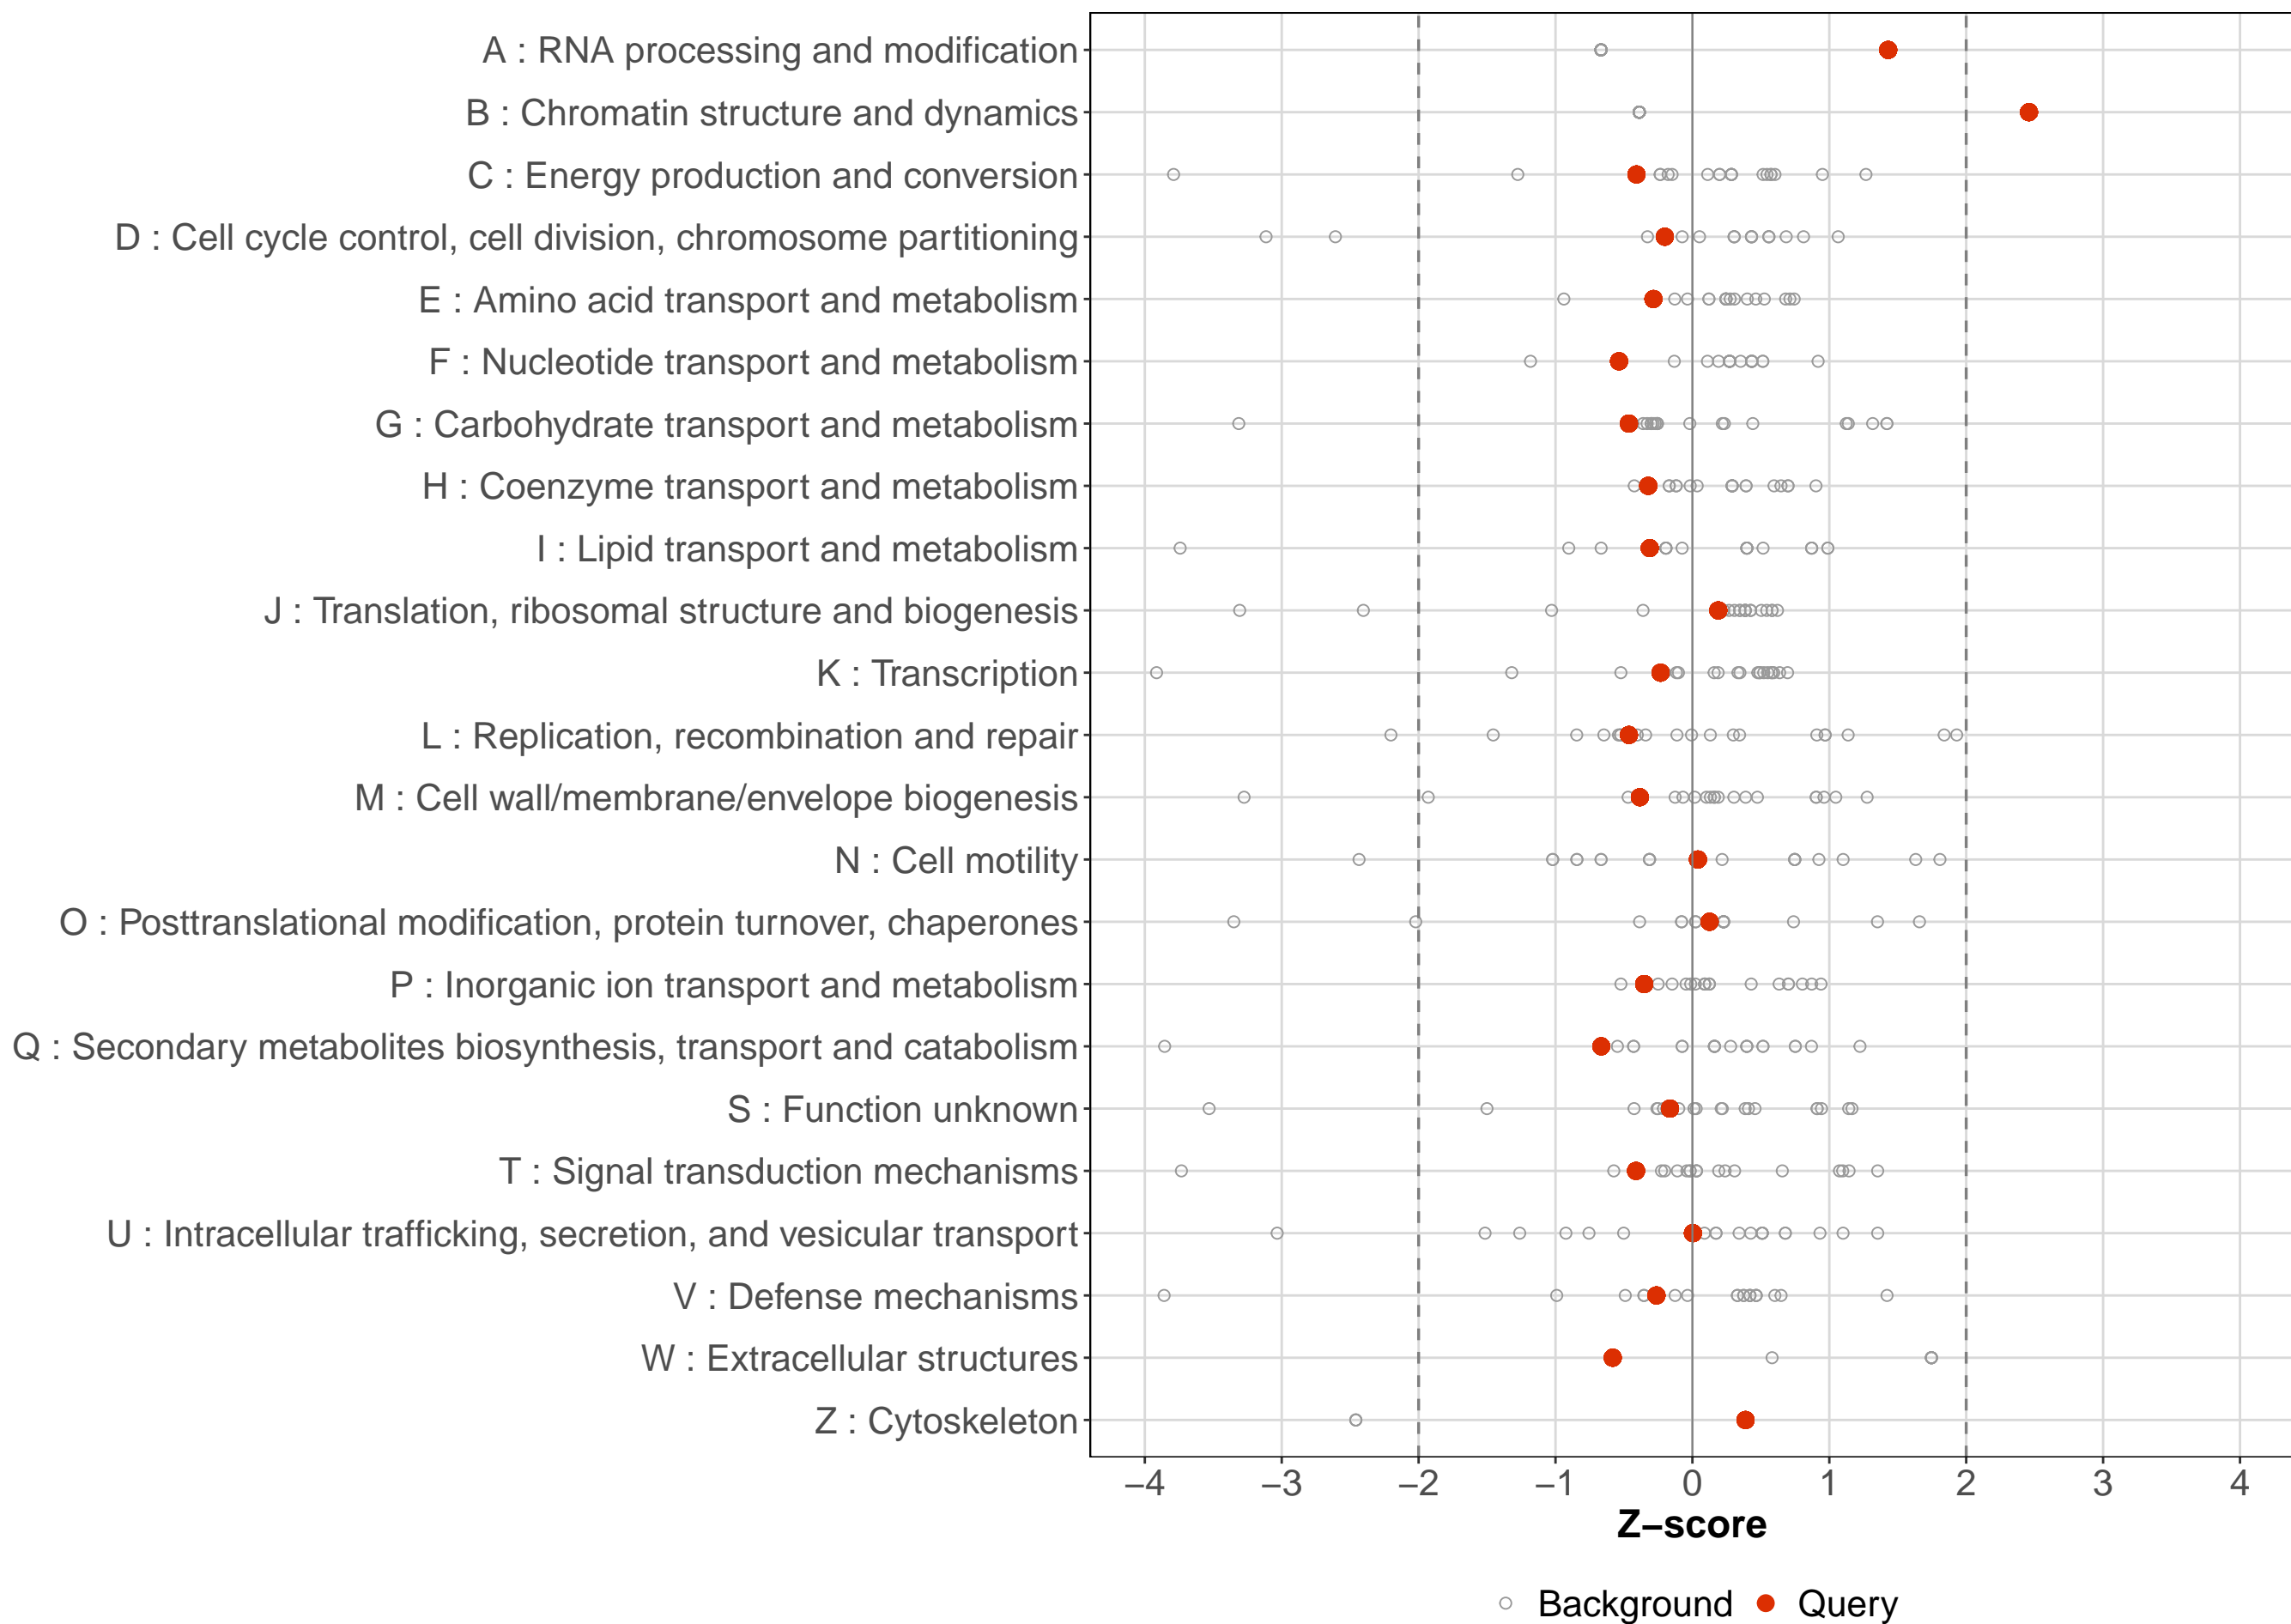 A : RNA processing and modification
B : Chromatin structure and dynamics
C : Energy production and conversion
D : Cell cycle control, cell division, chromosome partitioning
E : Amino acid transport and metabolism
F : Nucleotide transport and metabolism
G : Carbohydrate transport and metabolism
H : Coenzyme transport and metabolism
I : Lipid transport and metabolism
J : Translation, ribosomal structure and biogenesis
K : Transcription
L : Replication, recombination and repair
M : Cell wall/membrane/envelope biogenesis
N : Cell motility
O : Posttranslational modification, protein turnover, chaperones
P : Inorganic ion transport and metabolism
Q : Secondary metabolites biosynthesis, transport and catabolism
S : Function unknown
T : Signal transduction mechanisms
U : Intracellular trafficking, secretion, and vesicular transport
V : Defense mechanisms
W : Extracellular structures
Z : Cytoskeleton
−4 −3 −2 −1 0 1 2 3 4
Z−score
Background Query